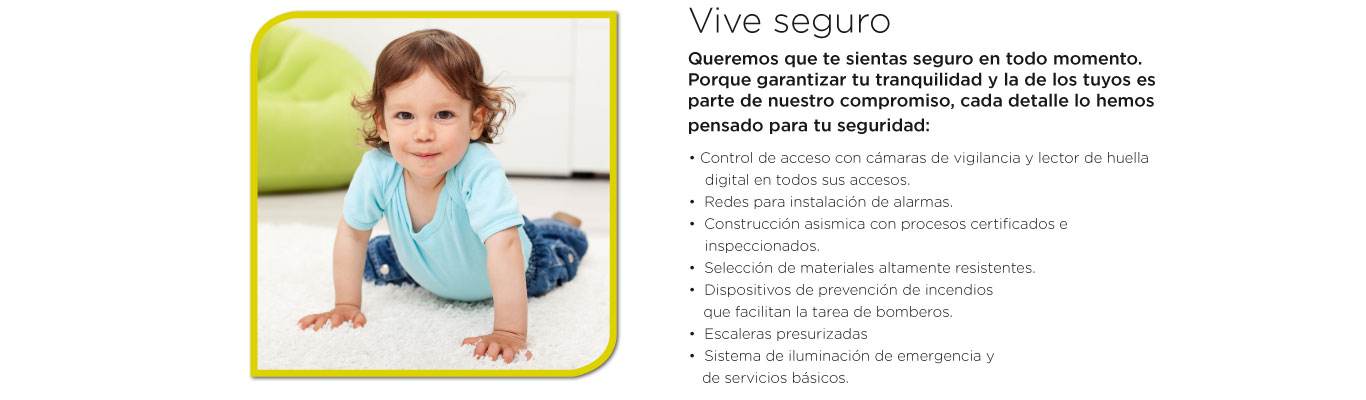 Vive seguro
Queremos que te sientas seguro en todo momento.
Porque garantizar tu tranquilidad y la de los tuyos es
parte de nuestro compromiso, cada detalle lo hemos
pensado para tu seguridad:
• Control de acceso con cámaras de vigilancia y lector de huella
digital en todos sus accesos.
• Redes para instalación de alarmas.
• Construcción asismica con procesos certificados e
inspeccionados.
• Selección de materiales altamente resistentes.
• Dispositivos de prevención de incendios
que facilitan la tarea de bomberos.
• Escaleras presurizadas
• Sistema de iluminación de emergencia y
de servicios básicos.